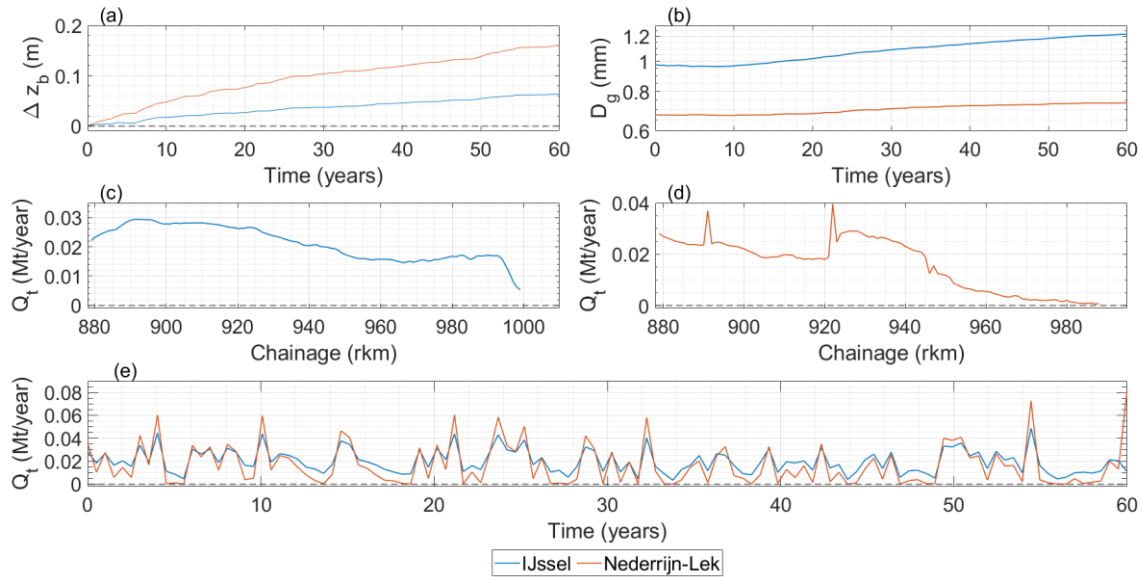 (a)
0.2
0.1
0
Δ z_b (m)
0 10 20 30 40 50 60
Time (years)
(b)
1.2
1
0.8
0.6
D_g (mm)
0 10 20 30 40 50 60
Time (years)
(c)
0.03
0.02
0.01
0
Q_t (Mt/year)
880 900 920 940 960 980 1000
Chainage (rkm)
(d)
0.04
0.02
0
Q_t (Mt/year)
880 900 920 940 960 980
Chainage (rkm)
(e)
0.08
0.06
0.04
0.02
0
Q_t (Mt/year)
0 10 20 30 40 50 60
Time (years)
IJssel Nederrijn-Lek